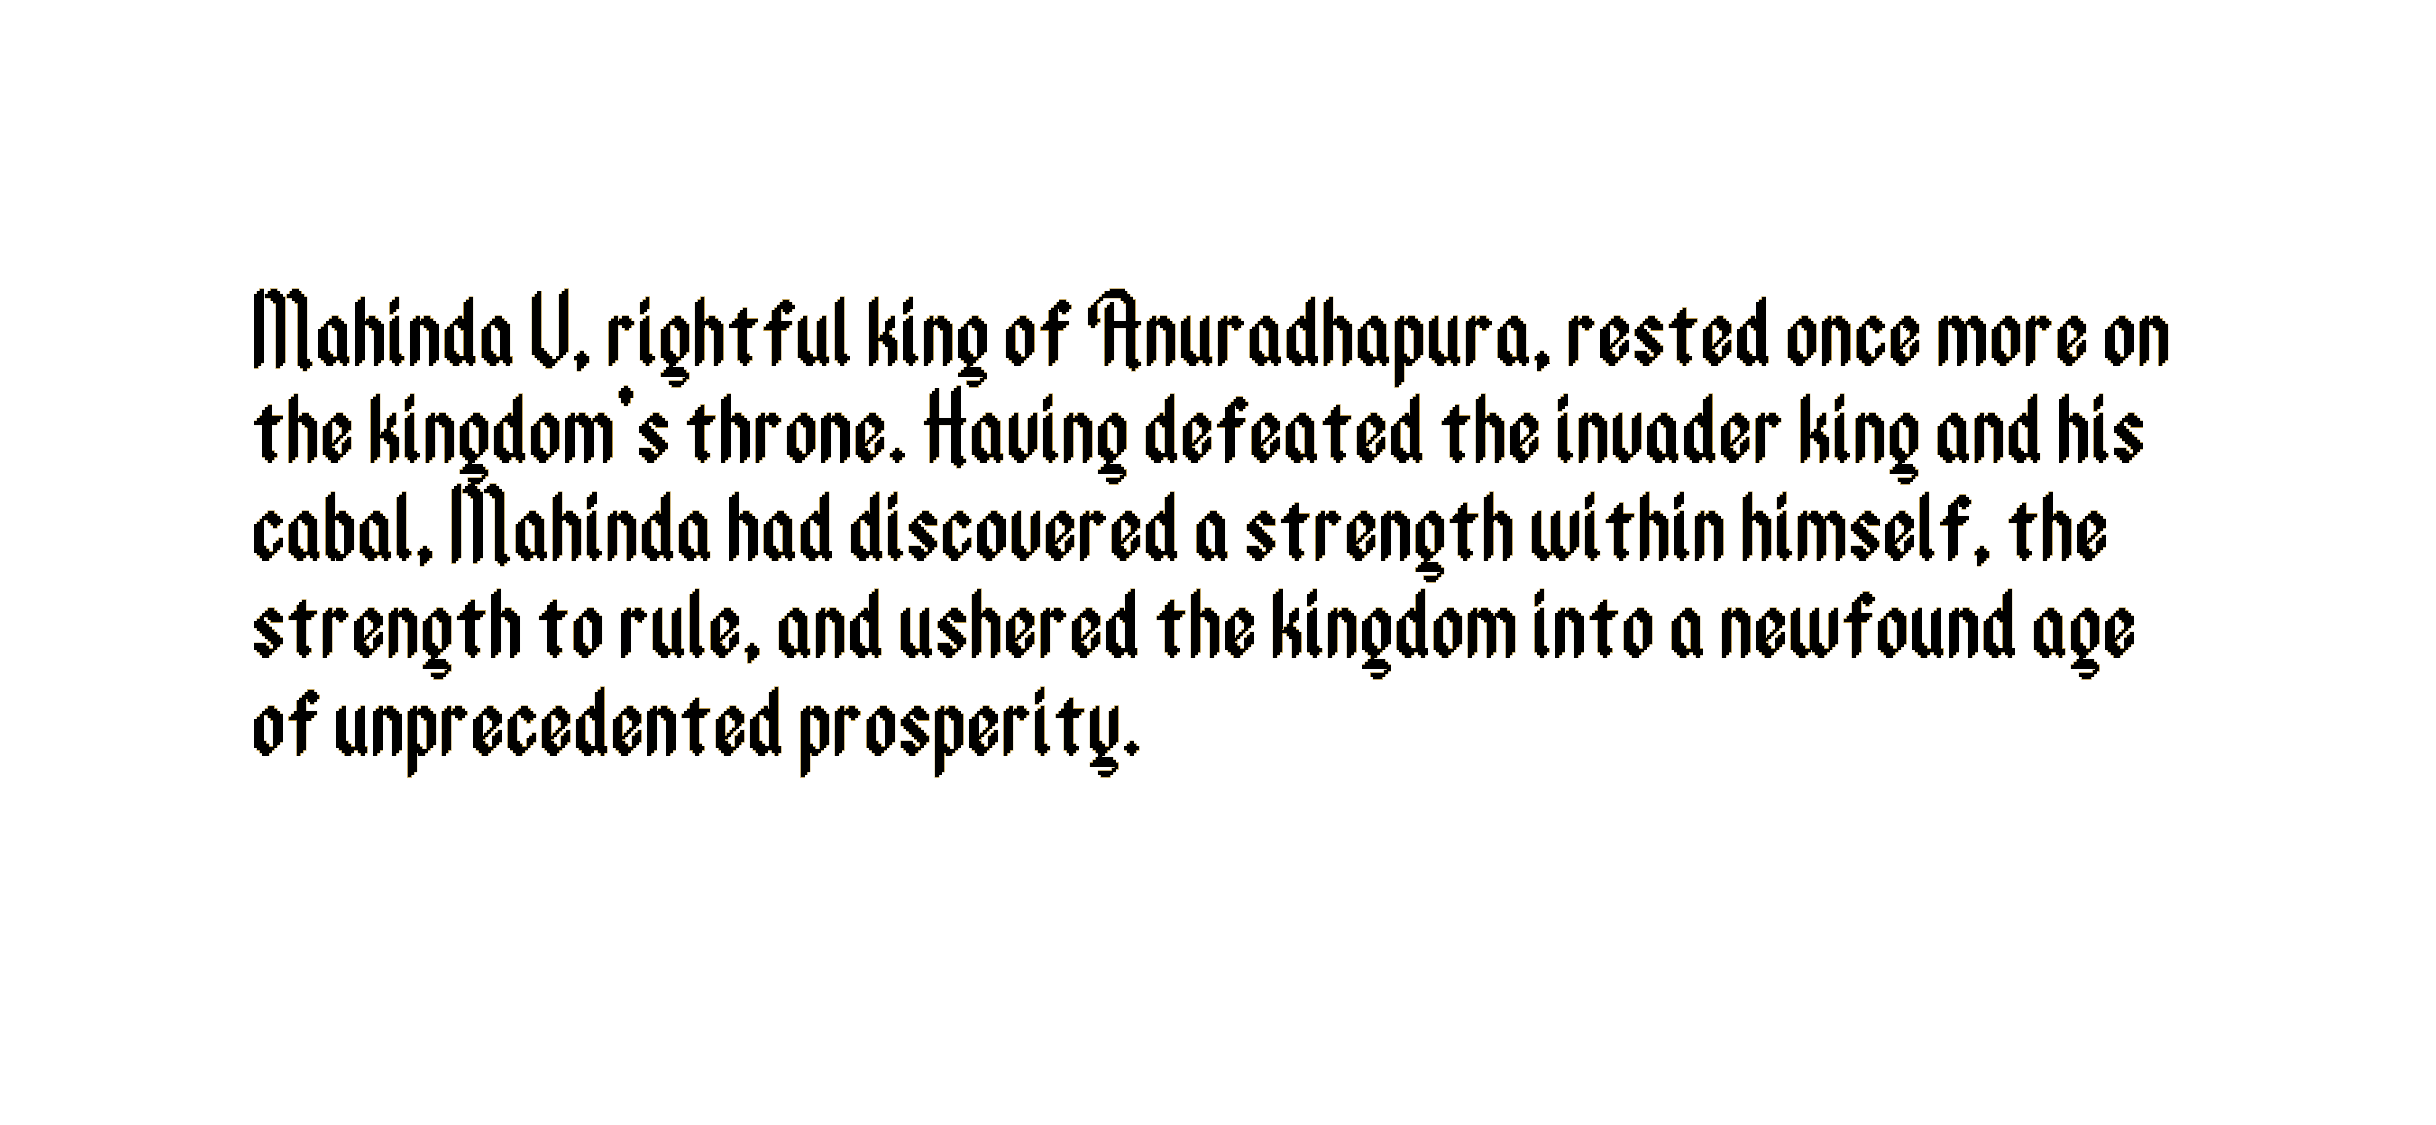 Mahinda V, rightful king of Anuradhapura, rested once more on
the kingdom's throne. Having defeated the invader king and his
cabal, Mahinda had discovered a strength within himself, the
strength to rule, and ushered the kingdom into a newfound age
of unprecedented prosperity.